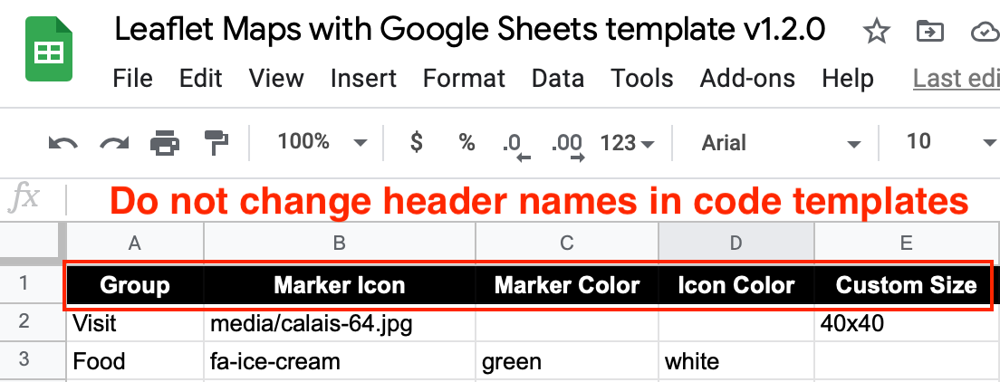 Leaflet Maps with Google Sheets template v1.2.0
File Edit View Insert Format Data Tools Add-ons Help Last edi
100% $ % .0 .00 123 Arial 10
fx Do not change header names in code templates
A B C D E
1 Group Marker Icon Marker Color Icon Color Custom Size
2 Visit media/calais-64.jpg 40x40
3 Food fa-ice-cream green white